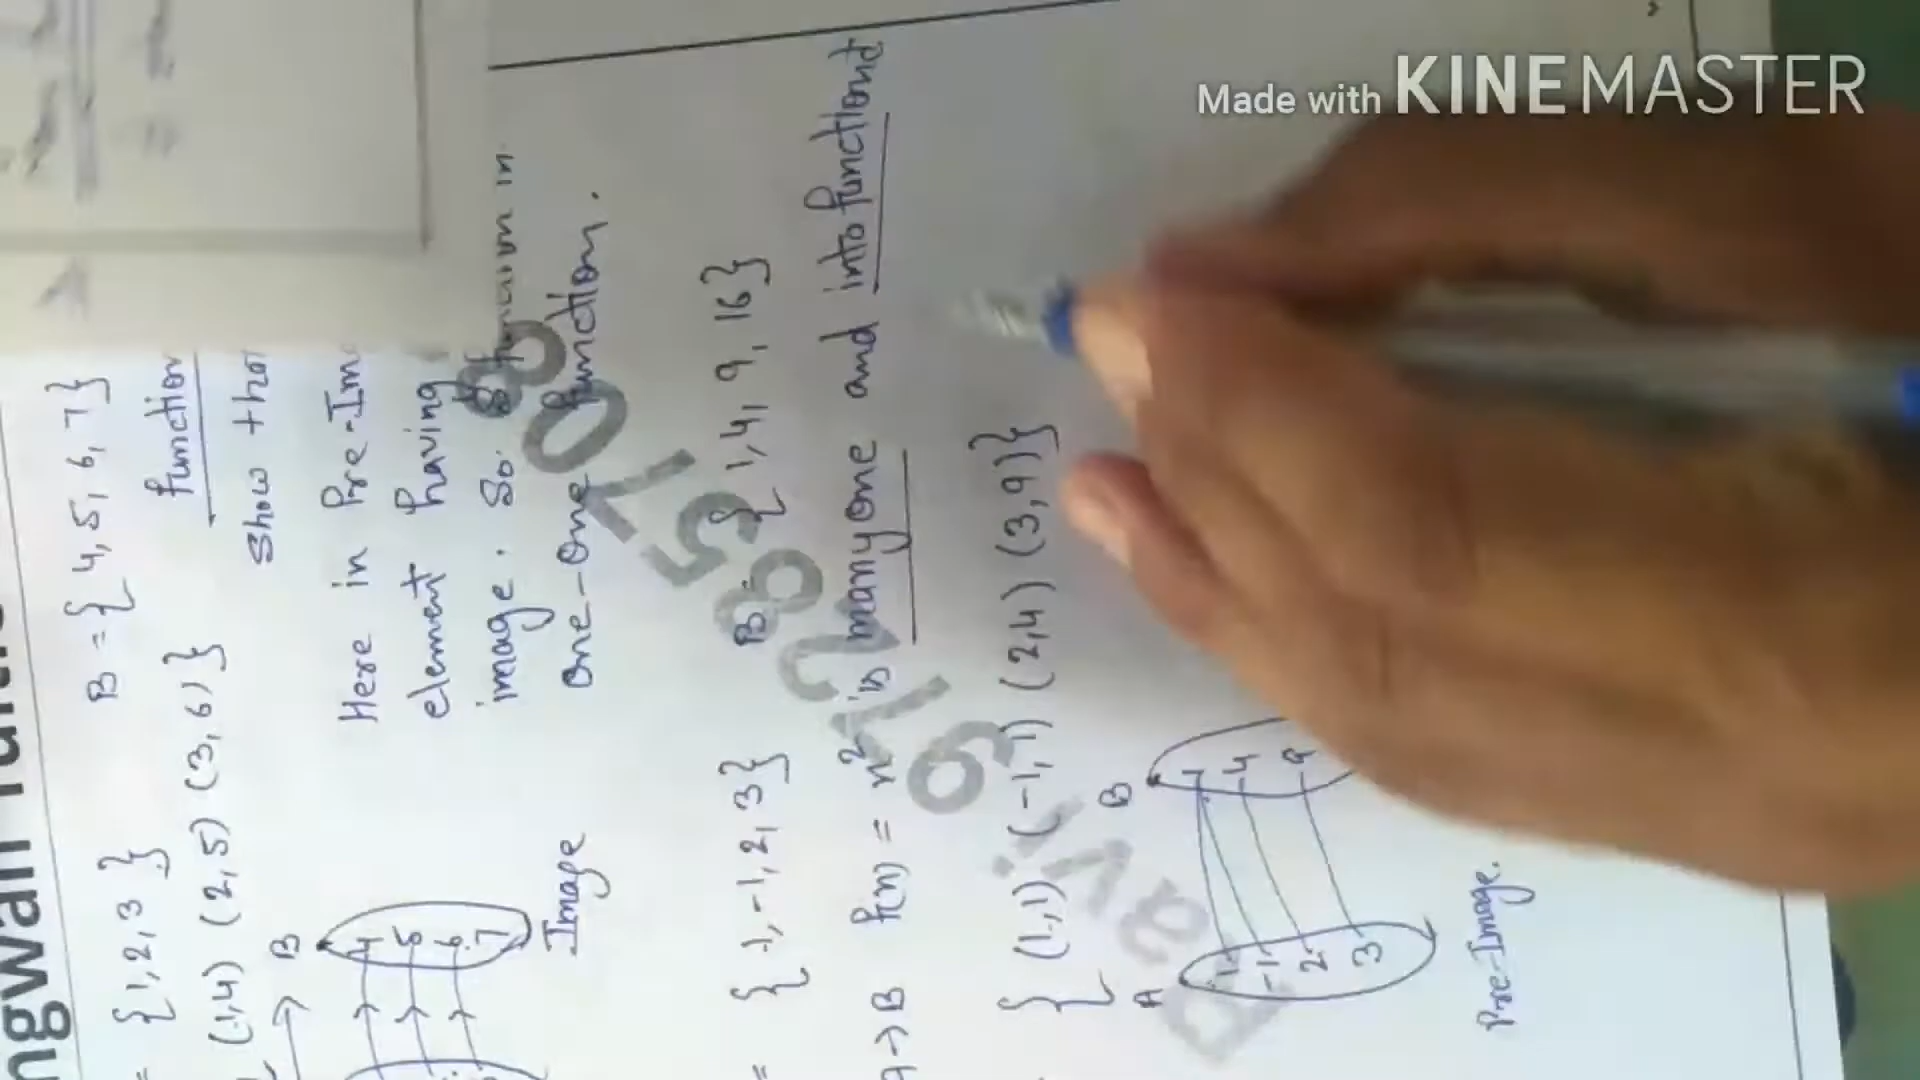 Made with KINEMASTER
= {1,2,3} B = {4,5,6,7}
(1,4) (2,5) (3,6)} function
B show
Here in Pre-
4 element having
5 image. So
6 one-one function.
7
Image
= {1,-1,2,3} B = {1,4,9,16}
A→B f(n) = n² is many one and into function
{(1,1) (-1,1) (2,4) (3,9)}
A B
1 1
-1 4
2 9
3
Pre-Image.